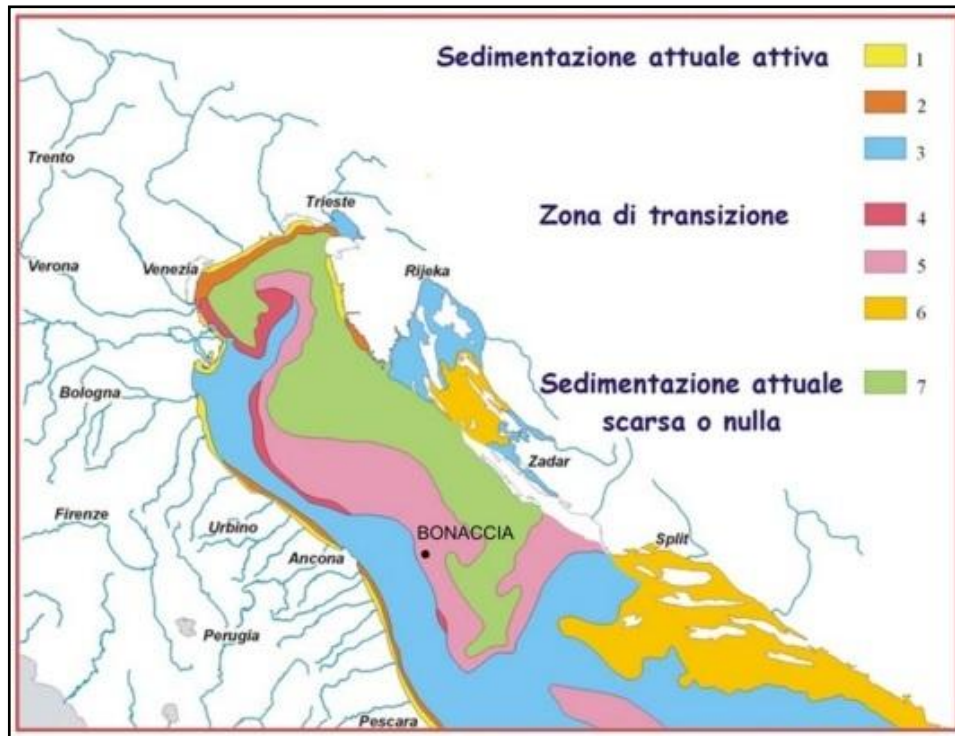 Sedimentazione attuale attiva
1
2
3
Zona di transizione
4
5
6
Sedimentazione attuale
scarsa o nulla
7
Trento
Trieste
Verona
Venezia
Rijeka
Bologna
Zadar
Firenze
Urbino
BONACCIA
Split
Ancona
Perugia
Pescara